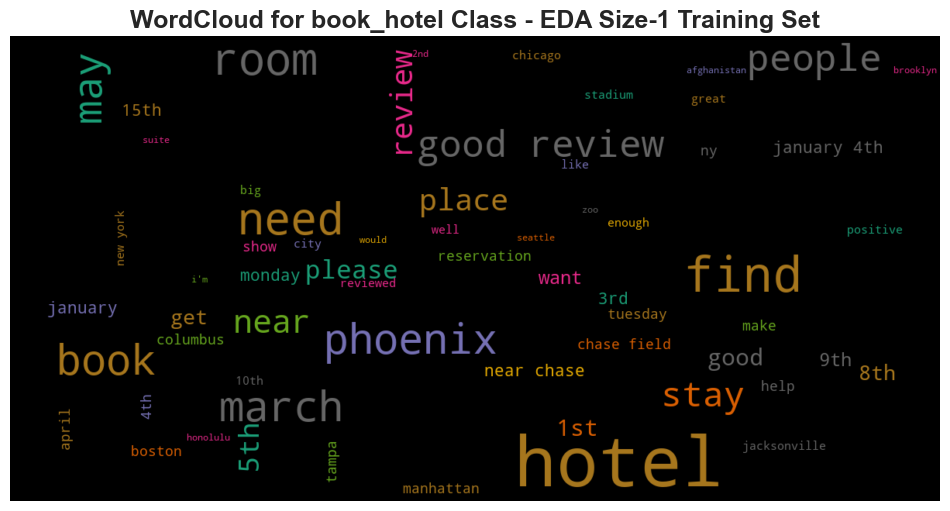 WordCloud for book_hotel Class - EDA Size-1 Training Set
may
room
review
2nd
chicago
people
afghanistan
brooklyn
15th
stadium
great
suite
good review
like
ny
january 4th
big
need
place
zoo
new york
show
city
would
well
seattle
enough
positive
reservation
i'm
monday
please
reviewed
want
find
january
get
near
3rd
tuesday
columbus
phoenix
chase field
make
book
near chase
good
9th
8th
10th
help
4th
march
stay
april
5th
1st
honolulu
boston
tampa
hotel
jacksonville
manhattan